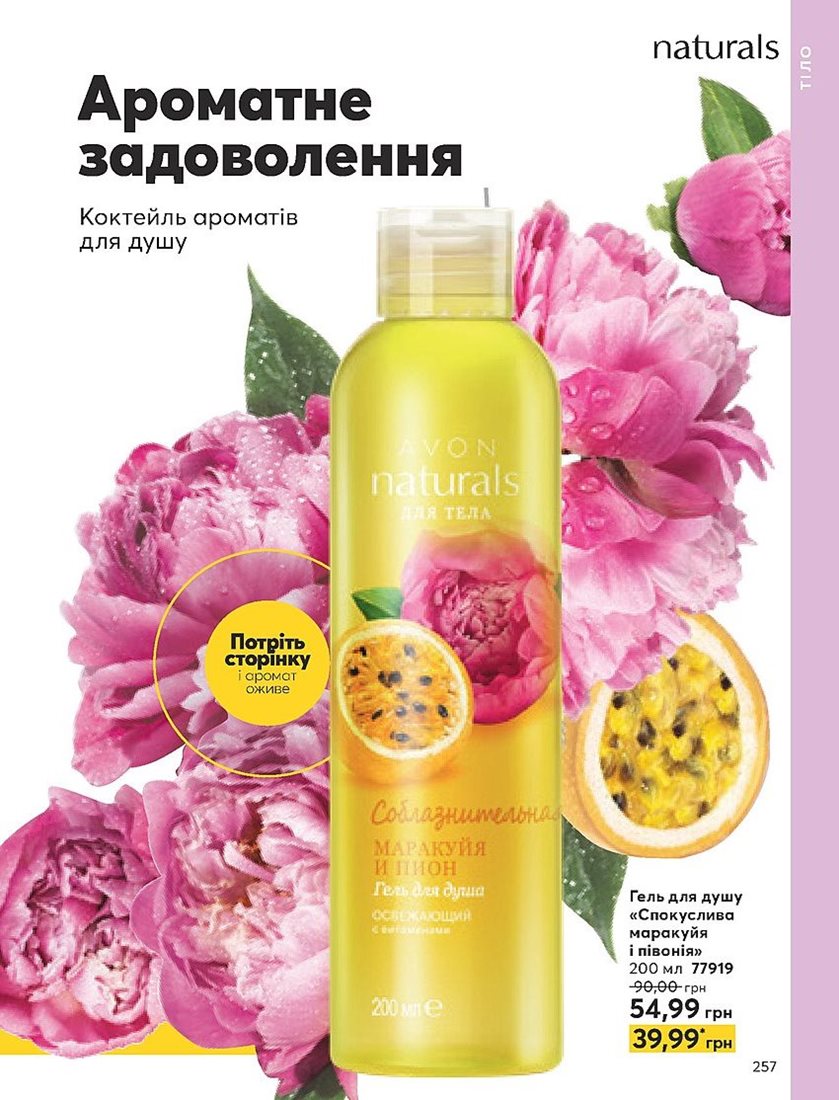 naturals
ТІЛО
Ароматне
задоволення
Коктейль ароматів
для душу
AVON
naturals
ДЛЯ ТЕЛА
Потріть
сторінку
і аромат
оживе
Соблазнительная
МАРАКУЙЯ
И ПИОН
Гель для душа
ОСВЕЖАЮЩИЙ
с витаминами
200 мл e
Гель для душу
«Спокуслива
маракуйя
і півонія»
200 мл 77919
90,00 грн
54,99 грн
39,99* грн
257